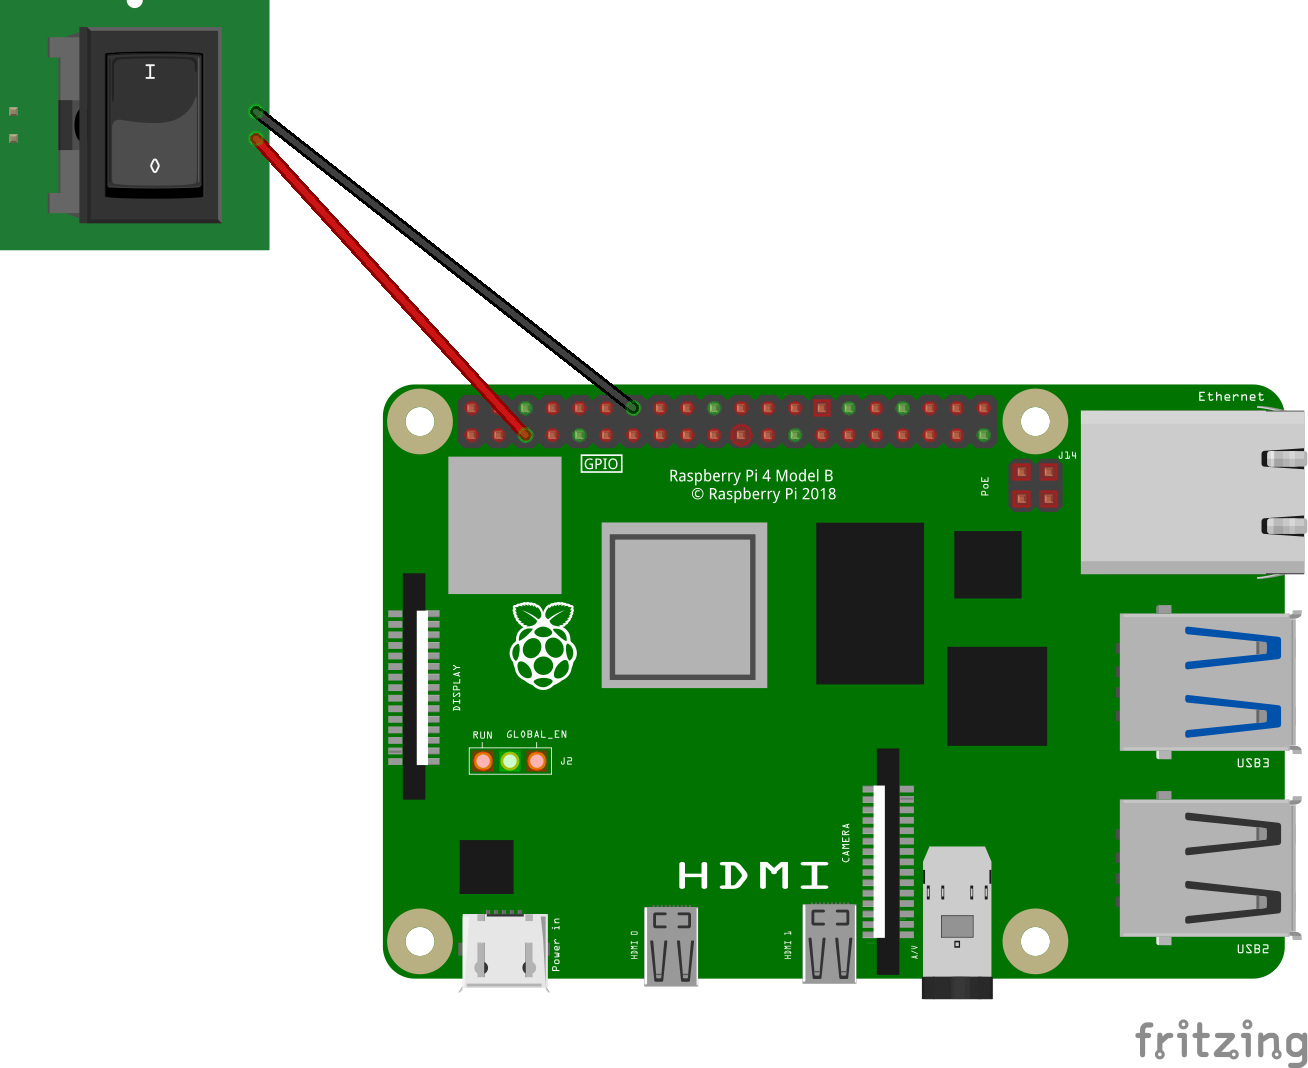 I
0
Ethernet
J14
GPIO
Raspberry Pi 4 Model B
© Raspberry Pi 2018
PoE
DISPLAY
RUN
GLOBAL_EN
J2
USB3
CAMERA
HDMI
Power in
HDMI 0
HDMI 1
A/V
USB2
fritzing